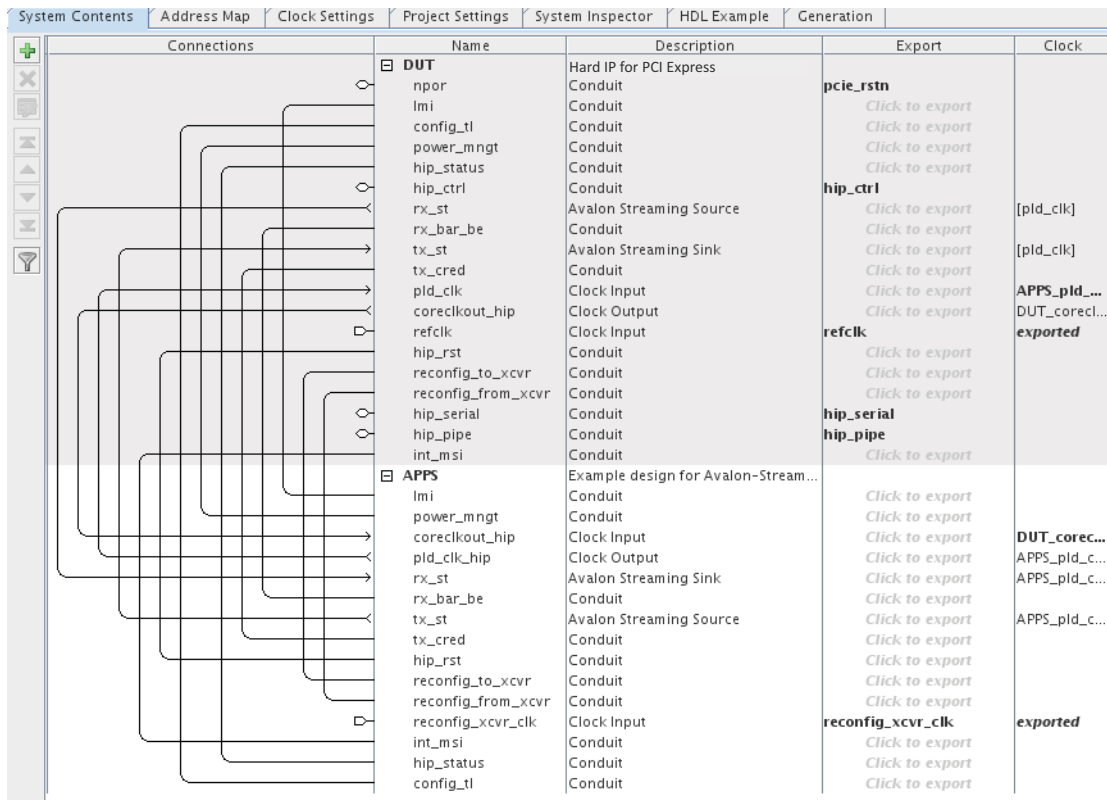 System Contents Address Map Clock Settings Project Settings System Inspector HDL Example Generation
Connections Name Description Export Clock
DUT Hard IP for PCI Express
npor Conduit pcie_rstn
lmi Conduit Click to export
config_tl Conduit Click to export
power_mngt Conduit Click to export
hip_status Conduit Click to export
hip_ctrl Conduit hip_ctrl
rx_st Avalon Streaming Source Click to export [pld_clk]
rx_bar_be Conduit Click to export
tx_st Avalon Streaming Sink Click to export [pld_clk]
tx_cred Conduit Click to export
pld_clk Clock Input Click to export APPS_pld_...
coreclkout_hip Clock Output Click to export DUT_corecl...
refclk Clock Input refclk exported
hip_rst Conduit Click to export
reconfig_to_xcvr Conduit Click to export
reconfig_from_xcvr Conduit Click to export
hip_serial Conduit hip_serial
hip_pipe Conduit hip_pipe
int_msi Conduit Click to export
APPS Example design for Avalon-Stream...
lmi Conduit Click to export
power_mngt Conduit Click to export
coreclkout_hip Clock Input Click to export DUT_corec...
pld_clk_hip Clock Output Click to export APPS_pld_c...
rx_st Avalon Streaming Sink Click to export APPS_pld_c...
rx_bar_be Conduit Click to export
tx_st Avalon Streaming Source Click to export APPS_pld_c...
tx_cred Conduit Click to export
hip_rst Conduit Click to export
reconfig_to_xcvr Conduit Click to export
reconfig_from_xcvr Conduit Click to export
reconfig_xcvr_clk Clock Input reconfig_xcvr_clk exported
int_msi Conduit Click to export
hip_status Conduit Click to export
config_tl Conduit Click to export